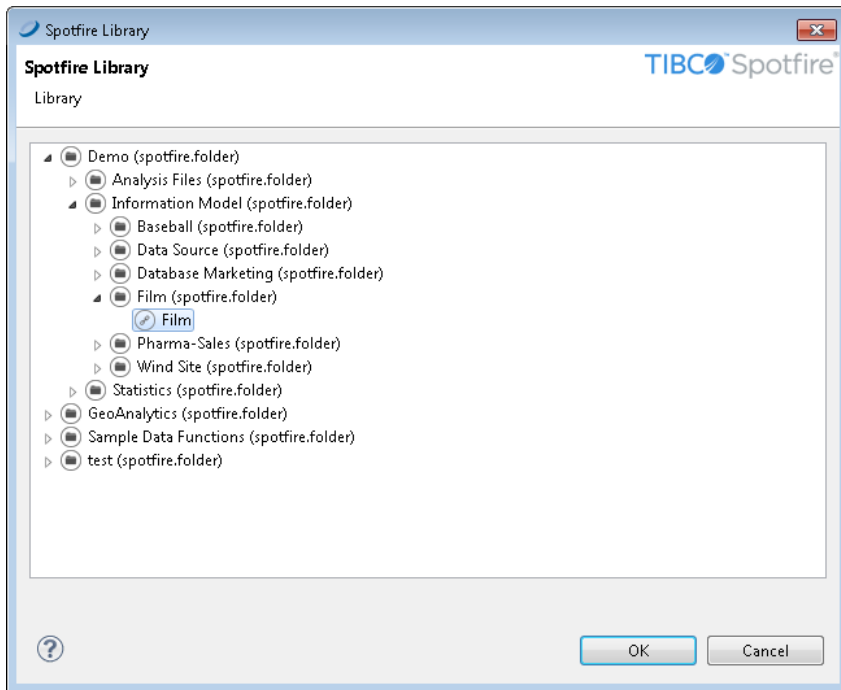 Spotfire Library
Spotfire Library
TIBCO™ Spotfire®
Library
Demo (spotfire.folder)
Analysis Files (spotfire.folder)
Information Model (spotfire.folder)
Baseball (spotfire.folder)
Data Source (spotfire.folder)
Database Marketing (spotfire.folder)
Film (spotfire.folder)
Film
Pharma-Sales (spotfire.folder)
Wind Site (spotfire.folder)
Statistics (spotfire.folder)
GeoAnalytics (spotfire.folder)
Sample Data Functions (spotfire.folder)
test (spotfire.folder)
?
OK
Cancel